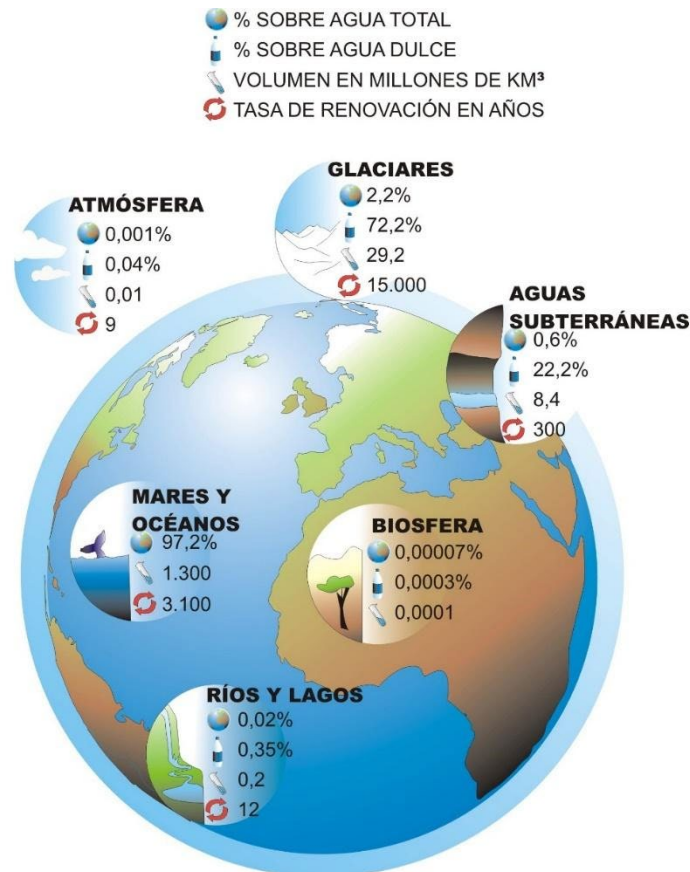 % SOBRE AGUA TOTAL
% SOBRE AGUA DULCE
VOLUMEN EN MILLONES DE KM³
TASA DE RENOVACIÓN EN AÑOS
GLACIARES
2,2%
72,2%
29,2
15.000
ATMÓSFERA
0,001%
0,04%
0,01
9
AGUAS
SUBTERRÁNEAS
0,6%
22,2%
8,4
300
MARES Y
OCÉANOS
97,2%
1.300
3.100
BIOSFERA
0,00007%
0,0003%
0,0001
RÍOS Y LAGOS
0,02%
0,35%
0,2
12